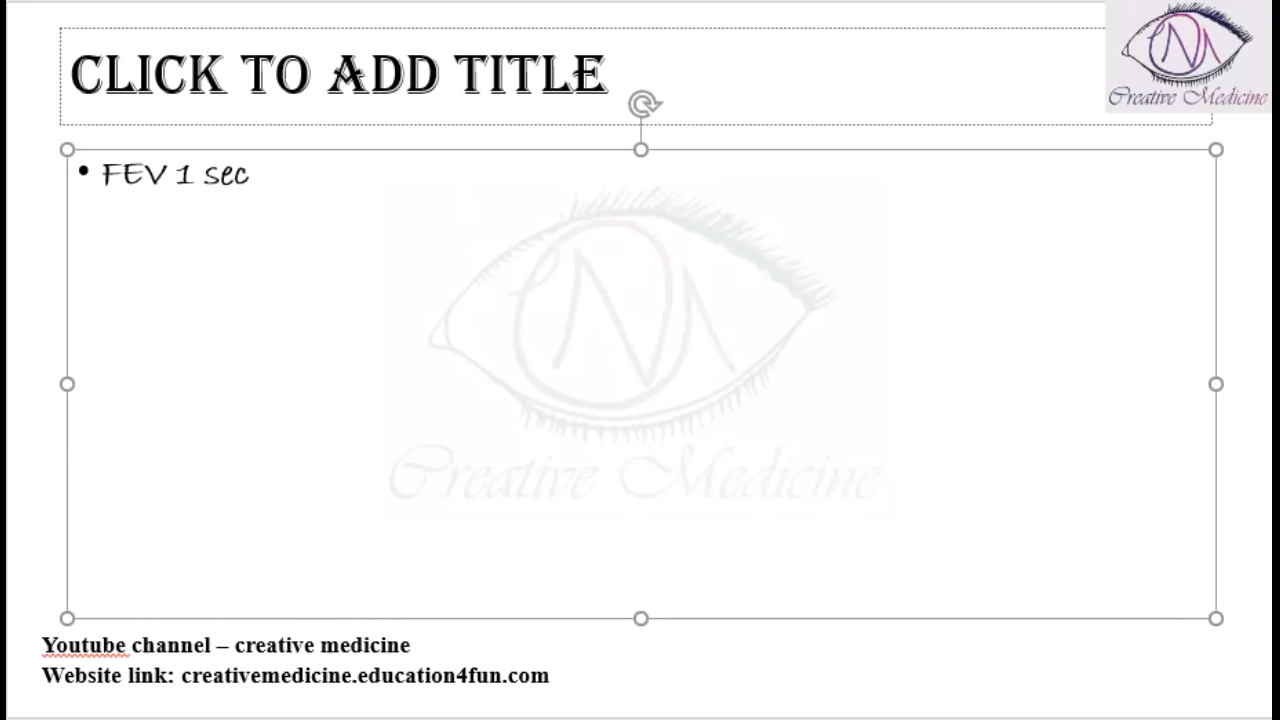 CLICK TO ADD TITLE
Creative Medicine
• FEV 1 sec
Creative Medicine
Youtube channel – creative medicine
Website link: creativemedicine.education4fun.com